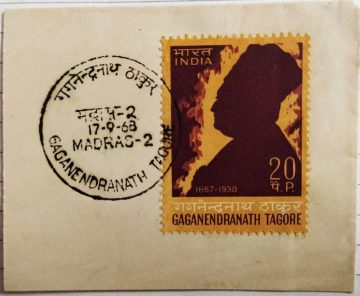 गगनेन्द्रनाथ ठाकुर
मद्रास-2
17-9-68
MADRAS-2
GAGANENDRANATH TAGORE
भारत
INDIA
20
पै. P.
1867-1938
गगनेन्द्रनाथ ठाकुर
GAGANENDRANATH TAGORE